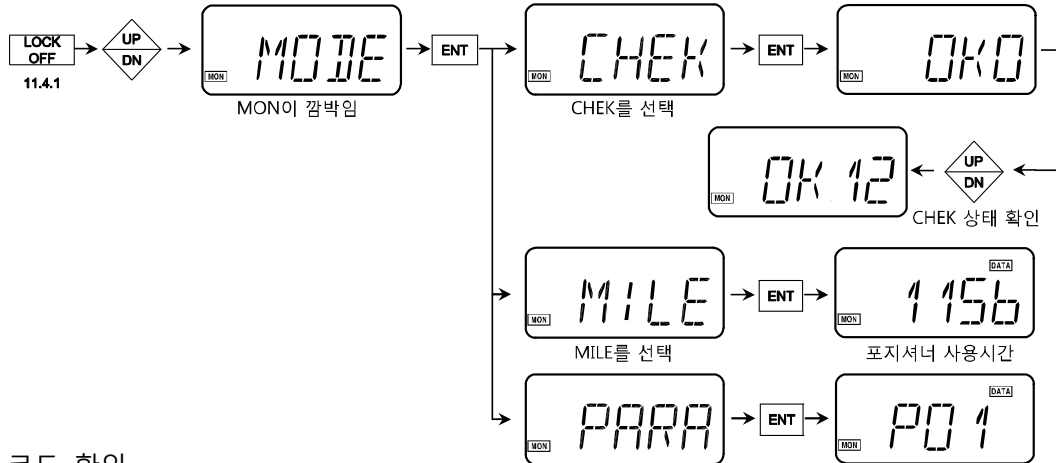 LOCK
OFF
11.4.1
UP
DN
MON
MODE
MON이 깜박임
ENT
MON
CHEK
CHEK를 선택
ENT
MON
OK0
MON
OK 12
UP
DN
CHEK 상태 확인
MON
MILE
MILE를 선택
ENT
DATA
MON
1156
포지셔너 사용시간
MON
PARA
ENT
DATA
MON
P01